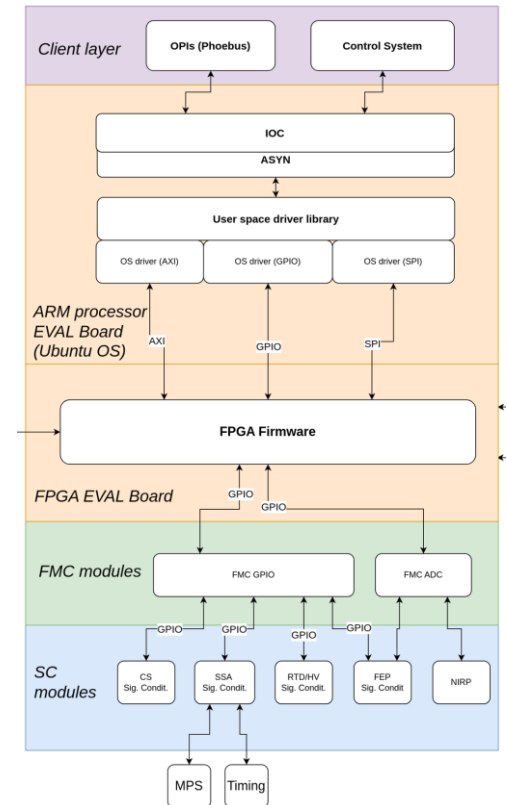 Client layer
OPIs (Phoebus)
Control System
IOC
ASYN
User space driver library
OS driver (AXI)
OS driver (GPIO)
OS driver (SPI)
ARM processor
EVAL Board
(Ubuntu OS)
AXI
GPIO
SPI
FPGA Firmware
FPGA EVAL Board
GPIO
GPIO
FMC modules
FMC GPIO
FMC ADC
GPIO
GPIO
GPIO
GPIO
SC
modules
CS
Sig. Condit.
SSA
Sig. Condit.
RTD/HV
Sig. Condit.
FEP
Sig. Condit
NIRP
MPS
Timing